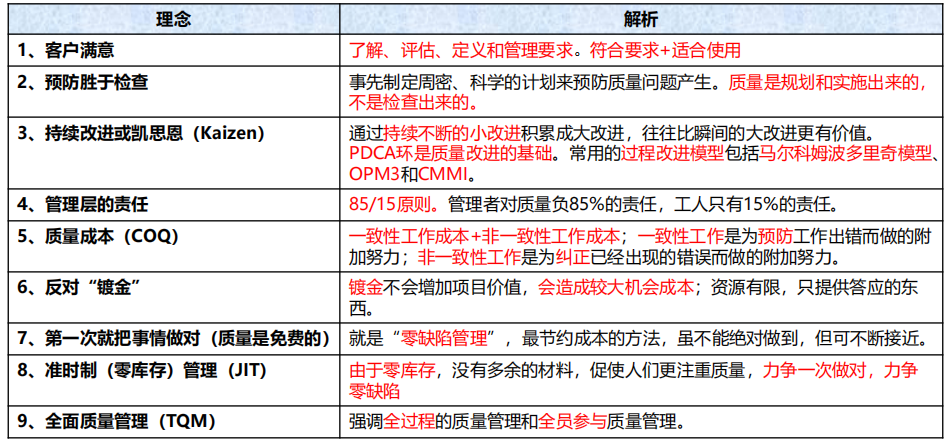 理念 解析
1、客户满意 了解、评估、定义和管理要求。符合要求+适合使用
2、预防胜于检查 事先制定周密、科学的计划来预防质量问题产生。质量是规划和实施出来的，
不是检查出来的。
3、持续改进或凯思恩（Kaizen） 通过持续不断的小改进积累成大改进，往往比瞬间的大改进更有价值。
PDCA环是质量改进的基础。常用的过程改进模型包括马尔科姆波多里奇模型、
OPM3和CMMI。
4、管理层的责任 85/15原则。管理者对质量负85%的责任，工人只有15%的责任。
5、质量成本（COQ） 一致性工作成本+非一致性工作成本；一致性工作是为预防工作出错而做的附
加努力；非一致性工作是为纠正已经出现的错误而做的附加努力。
6、反对“镀金” 镀金不会增加项目价值，会造成较大机会成本；资源有限，只提供答应的东
西。
7、第一次就把事情做对（质量是免费的） 就是“零缺陷管理”，最节约成本的方法，虽不能绝对做到，但可不断接近。
8、准时制（零库存）管理（JIT） 由于零库存，没有多余的材料，促使人们更注重质量，力争一次做对，力争
零缺陷
9、全面质量管理（TQM） 强调全过程的质量管理和全员参与质量管理。